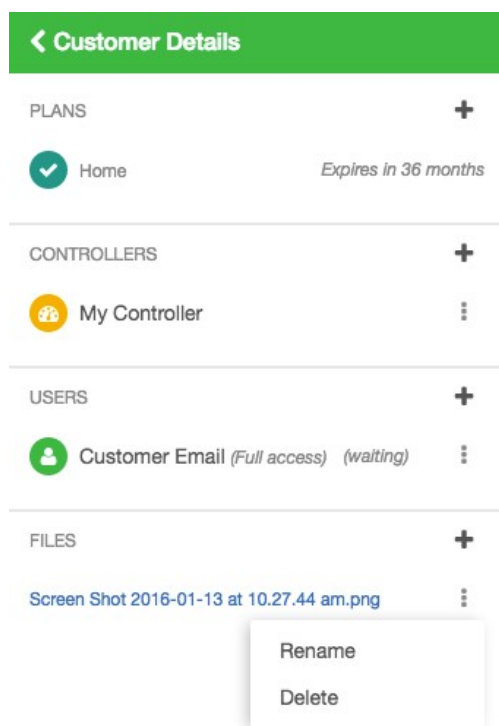 Customer Details
PLANS
Home Expires in 36 months
CONTROLLERS
My Controller
USERS
Customer Email (Full access) (waiting)
FILES
Screen Shot 2016-01-13 at 10.27.44 am.png
Rename
Delete